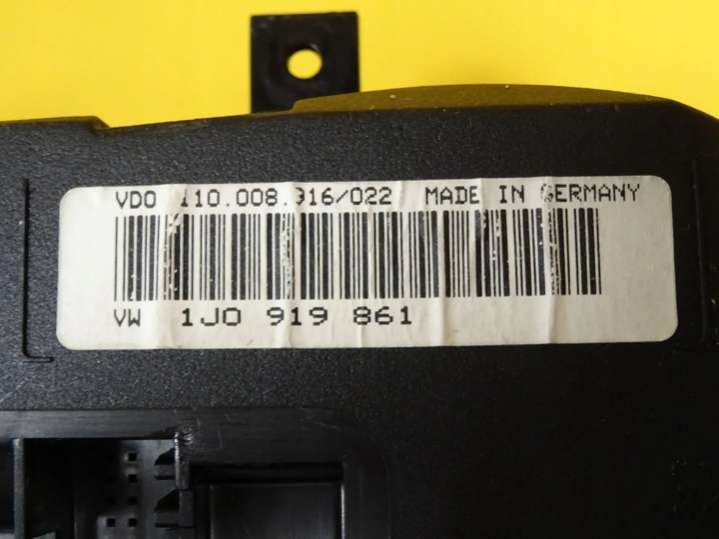 VDO 110.008.916/022 MADE IN GERMANY
VW 1J0 919 861